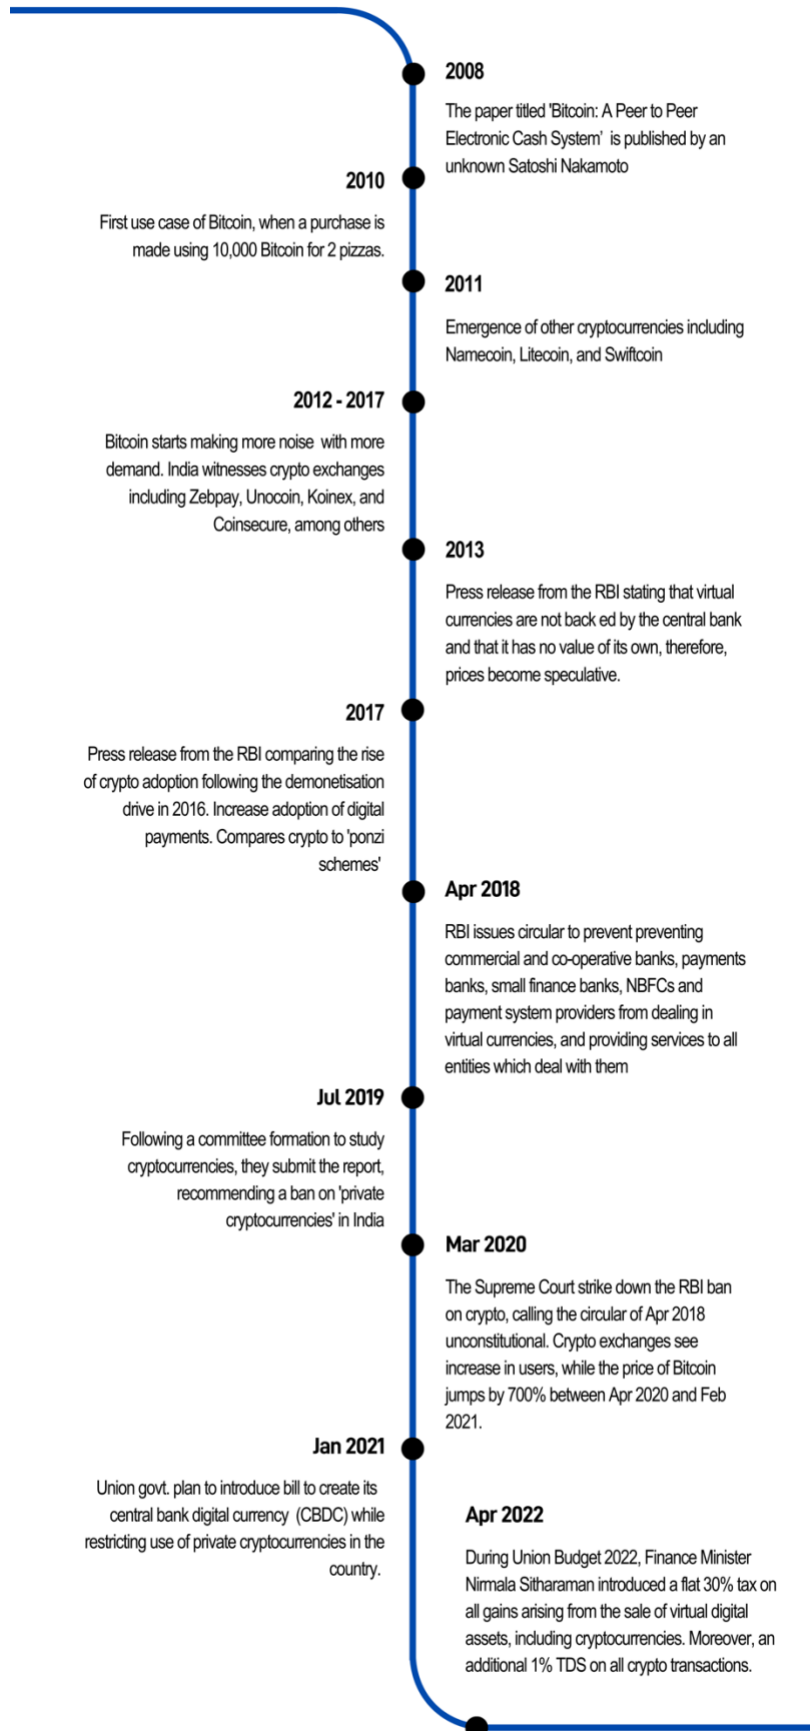 2008
The paper titled 'Bitcoin: A Peer to Peer
Electronic Cash System' is published by an
unknown Satoshi Nakamoto
2010
First use case of Bitcoin, when a purchase is
made using 10,000 Bitcoin for 2 pizzas.
2011
Emergence of other cryptocurrencies including
Namecoin, Litecoin, and Swiftcoin
2012 - 2017
Bitcoin starts making more noise with more
demand. India witnesses crypto exchanges
including Zebpay, Unocoin, Koinex, and
Coinsecure, among others
2013
Press release from the RBI stating that virtual
currencies are not back ed by the central bank
and that it has no value of its own, therefore,
prices become speculative.
2017
Press release from the RBI comparing the rise
of crypto adoption following the demonetisation
drive in 2016. Increase adoption of digital
payments. Compares crypto to 'ponzi
schemes'
Apr 2018
RBI issues circular to prevent preventing
commercial and co-operative banks, payments
banks, small finance banks, NBFCs and
payment system providers from dealing in
virtual currencies, and providing services to all
entities which deal with them
Jul 2019
Following a committee formation to study
cryptocurrencies, they submit the report,
recommending a ban on 'private
cryptocurrencies' in India
Mar 2020
The Supreme Court strike down the RBI ban
on crypto, calling the circular of Apr 2018
unconstitutional. Crypto exchanges see
increase in users, while the price of Bitcoin
jumps by 700% between Apr 2020 and Feb
2021.
Jan 2021
Union govt. plan to introduce bill to create its
central bank digital currency (CBDC) while
restricting use of private cryptocurrencies in the
country.
Apr 2022
During Union Budget 2022, Finance Minister
Nirmala Sitharaman introduced a flat 30% tax on
all gains arising from the sale of virtual digital
assets, including cryptocurrencies. Moreover, an
additional 1% TDS on all crypto transactions.